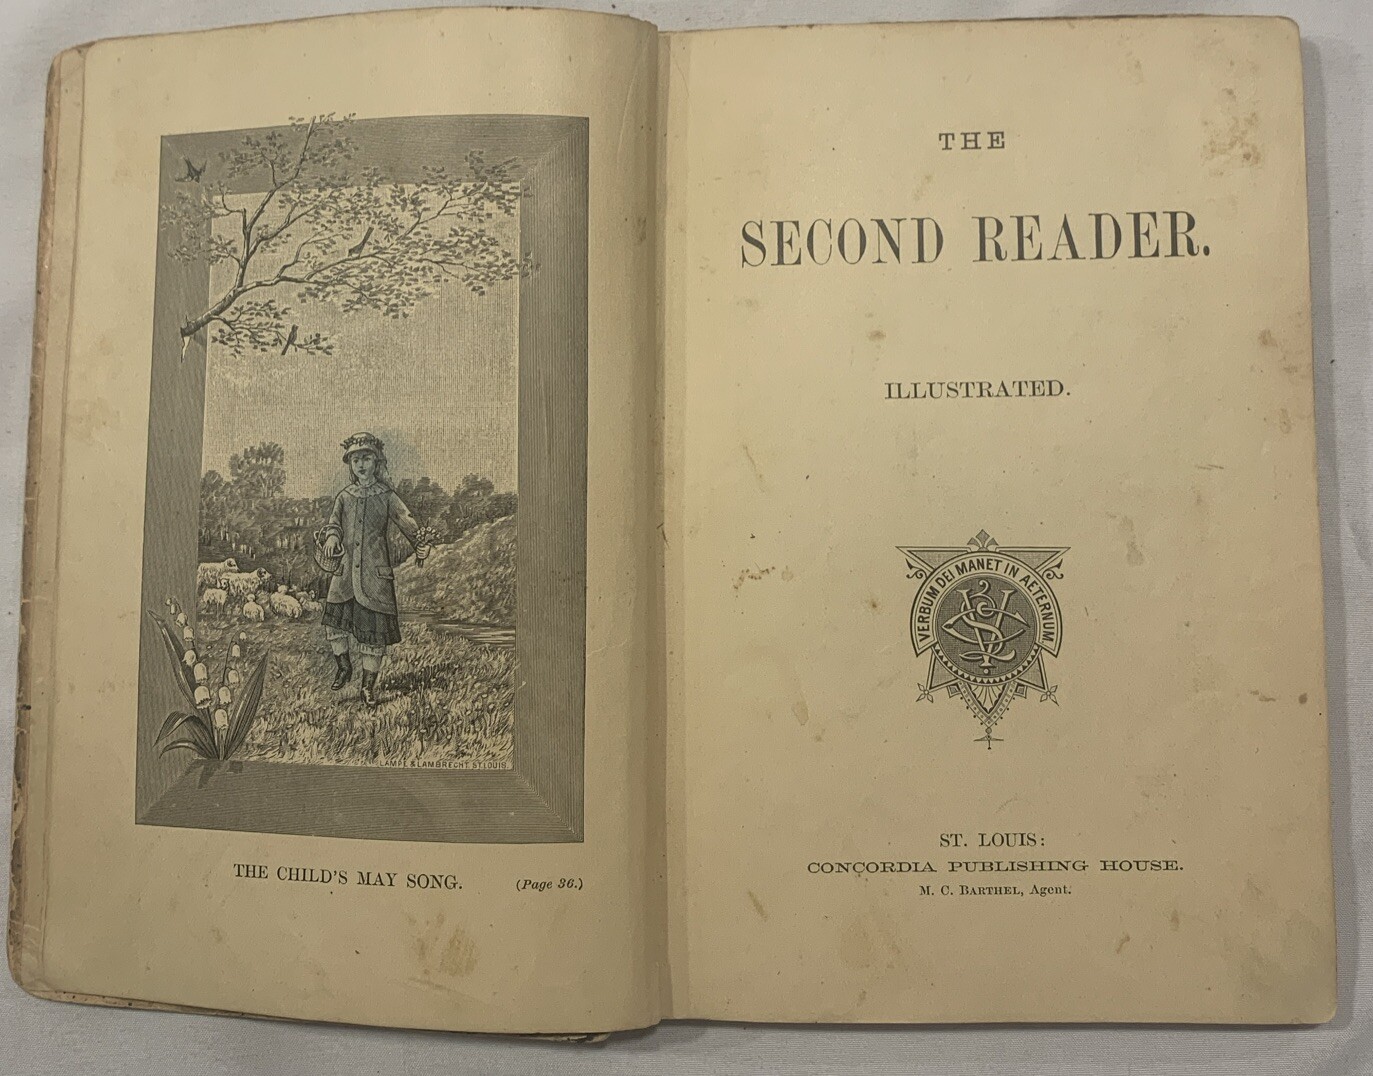 LAMPE & LAMBRECHT. ST. LOUIS.
THE CHILD'S MAY SONG. (Page 36.)
THE
SECOND READER.
ILLUSTRATED.
VERBUM DEI MANET IN AETERNUM.
ST. LOUIS:
CONCORDIA PUBLISHING HOUSE.
M. C. BARTHEL, Agent.